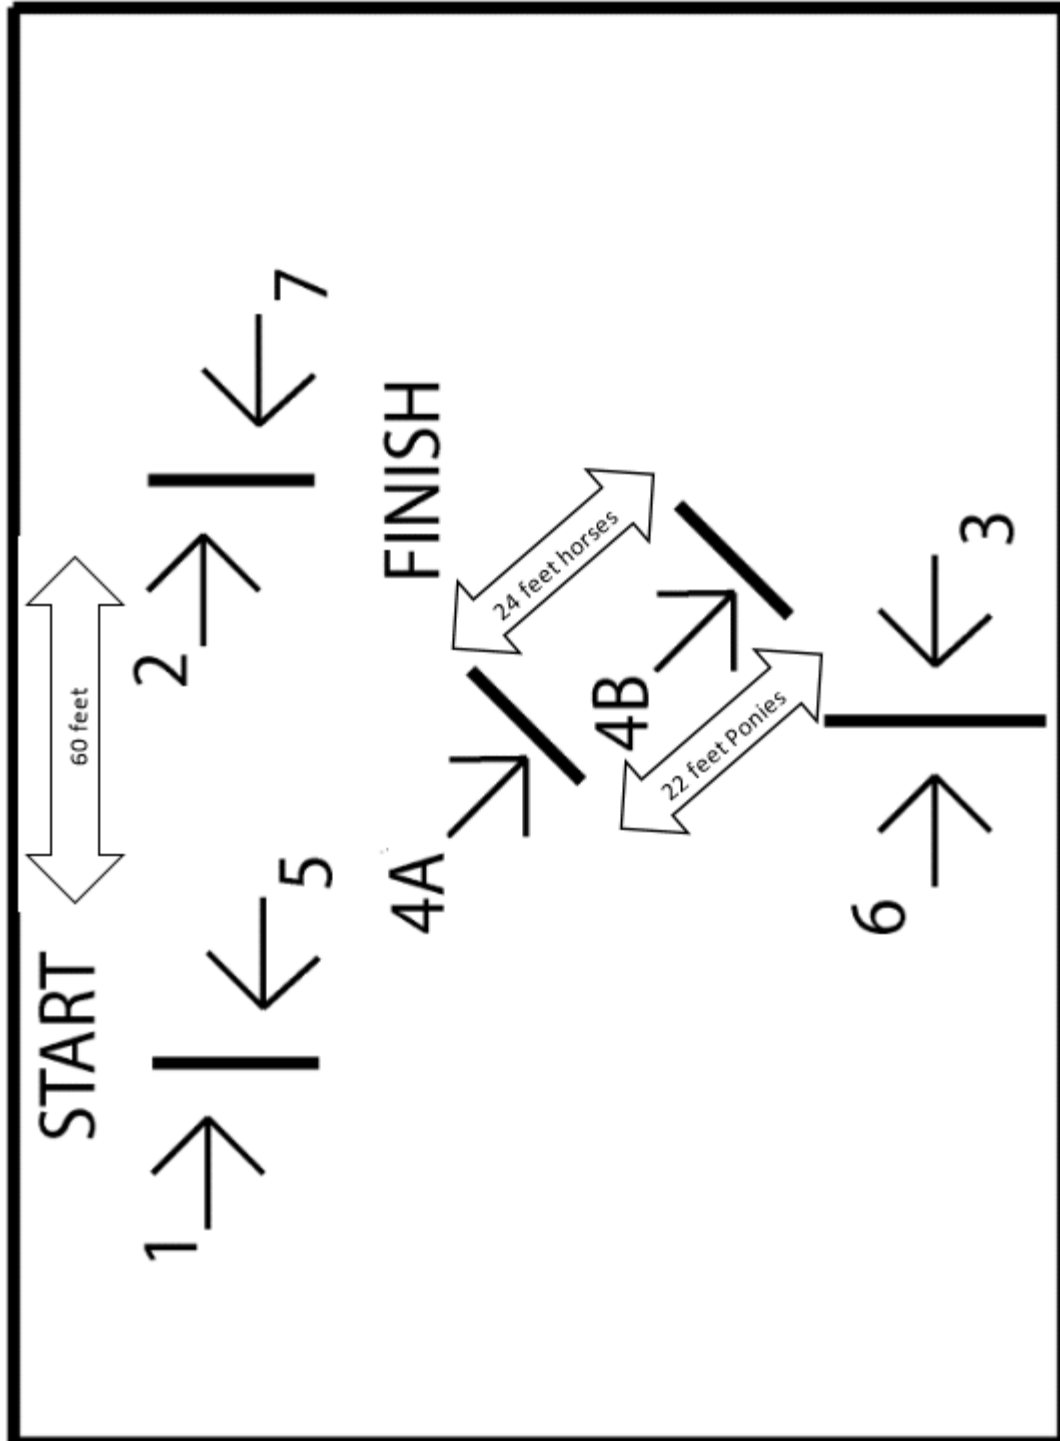 START
60 feet
1
5
2
7
FINISH
4A
4B
24 feet horses
22 feet Ponies
6
3